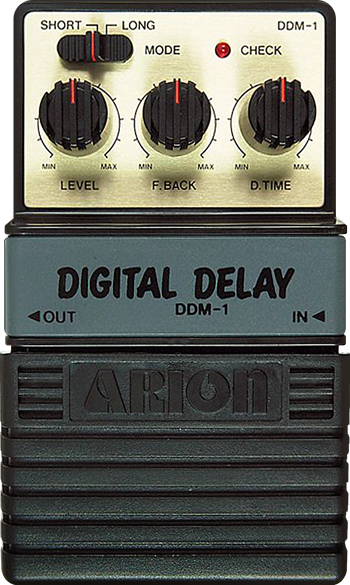 SHORT LONG DDM-1
MODE CHECK
MIN MAX MIN MAX MIN MAX
LEVEL F.BACK D.TIME
DIGITAL DELAY
DDM-1
OUT IN
ARION